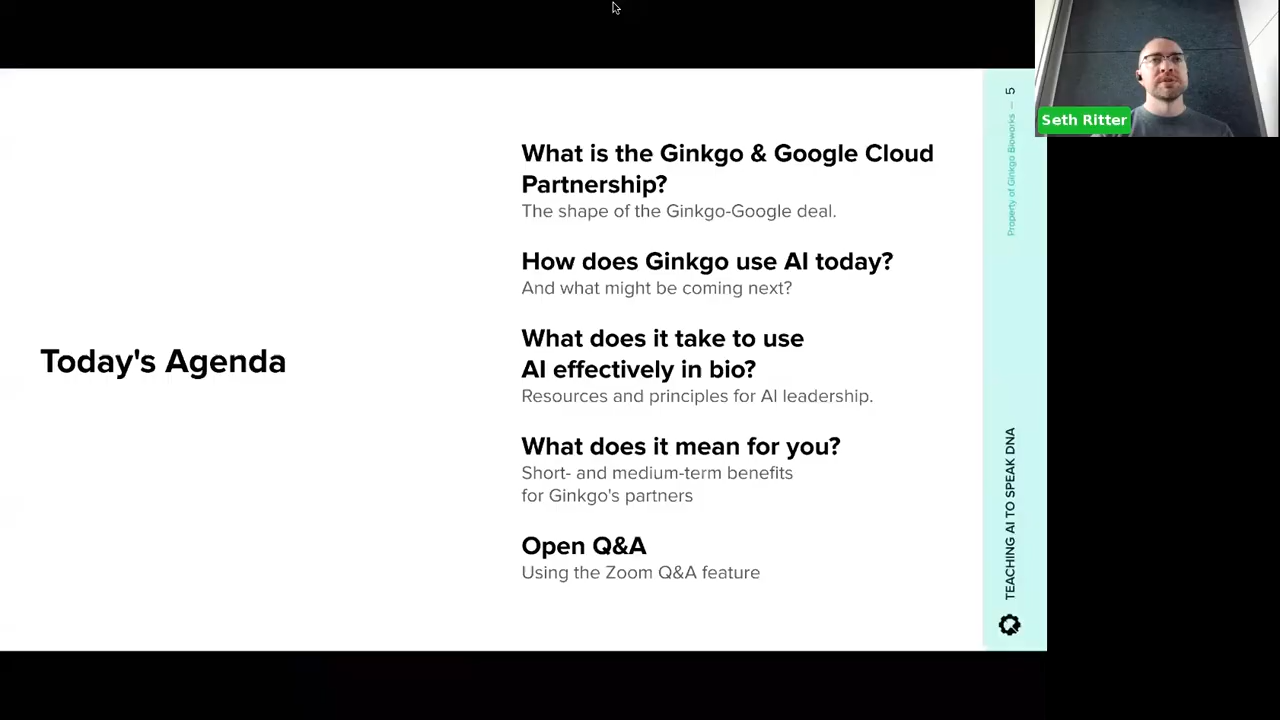 Today's Agenda
What is the Ginkgo & Google Cloud
Partnership?
The shape of the Ginkgo-Google deal.
How does Ginkgo use AI today?
And what might be coming next?
What does it take to use
AI effectively in bio?
Resources and principles for AI leadership.
What does it mean for you?
Short- and medium-term benefits
for Ginkgo's partners
Open Q&A
Using the Zoom Q&A feature
Property of Ginkgo Bioworks — 5
TEACHING AI TO SPEAK DNA
Seth Ritter